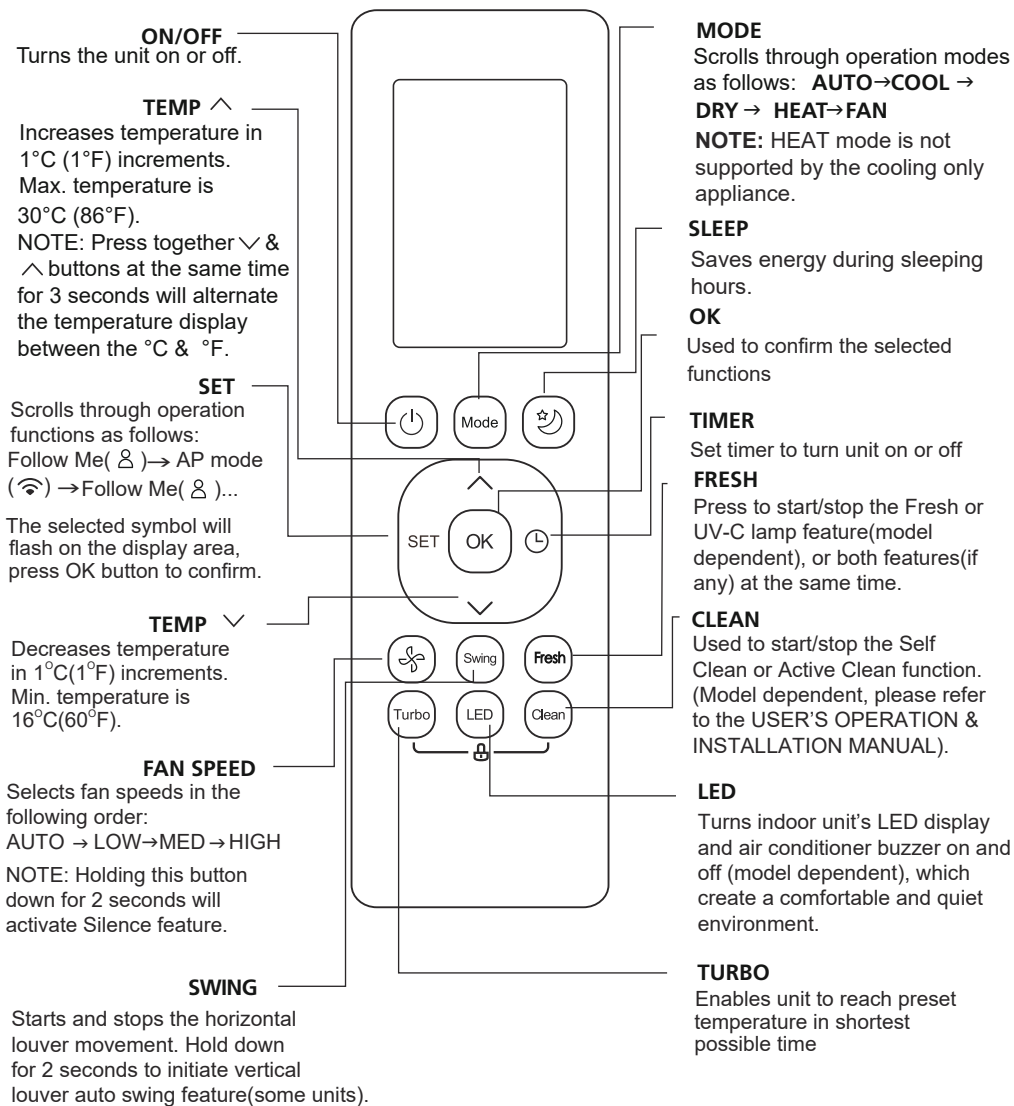 ON/OFF
Turns the unit on or off.
TEMP ︿
Increases temperature in
1°C (1°F) increments.
Max. temperature is
30°C (86°F).
NOTE: Press together ﹀ &
︿ buttons at the same time
for 3 seconds will alternate
the temperature display
between the °C & °F.
SET
Scrolls through operation
functions as follows:
Follow Me( )→ AP mode
( ) →Follow Me( )...
The selected symbol will
flash on the display area,
press OK button to confirm.
TEMP ﹀
Decreases temperature
in 1°C(1°F) increments.
Min. temperature is
16°C(60°F).
FAN SPEED
Selects fan speeds in the
following order:
AUTO → LOW→MED→HIGH
NOTE: Holding this button
down for 2 seconds will
activate Silence feature.
SWING
Starts and stops the horizontal
louver movement. Hold down
for 2 seconds to initiate vertical
louver auto swing feature(some units).
Mode
SET
OK
Swing
Fresh
Turbo
LED
Clean
MODE
Scrolls through operation modes
as follows: AUTO→COOL →
DRY → HEAT→FAN
NOTE: HEAT mode is not
supported by the cooling only
appliance.
SLEEP
Saves energy during sleeping
hours.
OK
Used to confirm the selected
functions
TIMER
Set timer to turn unit on or off
FRESH
Press to start/stop the Fresh or
UV-C lamp feature(model
dependent), or both features(if
any) at the same time.
CLEAN
Used to start/stop the Self
Clean or Active Clean function.
(Model dependent, please refer
to the USER'S OPERATION &
INSTALLATION MANUAL).
LED
Turns indoor unit's LED display
and air conditioner buzzer on and
off (model dependent), which
create a comfortable and quiet
environment.
TURBO
Enables unit to reach preset
temperature in shortest
possible time